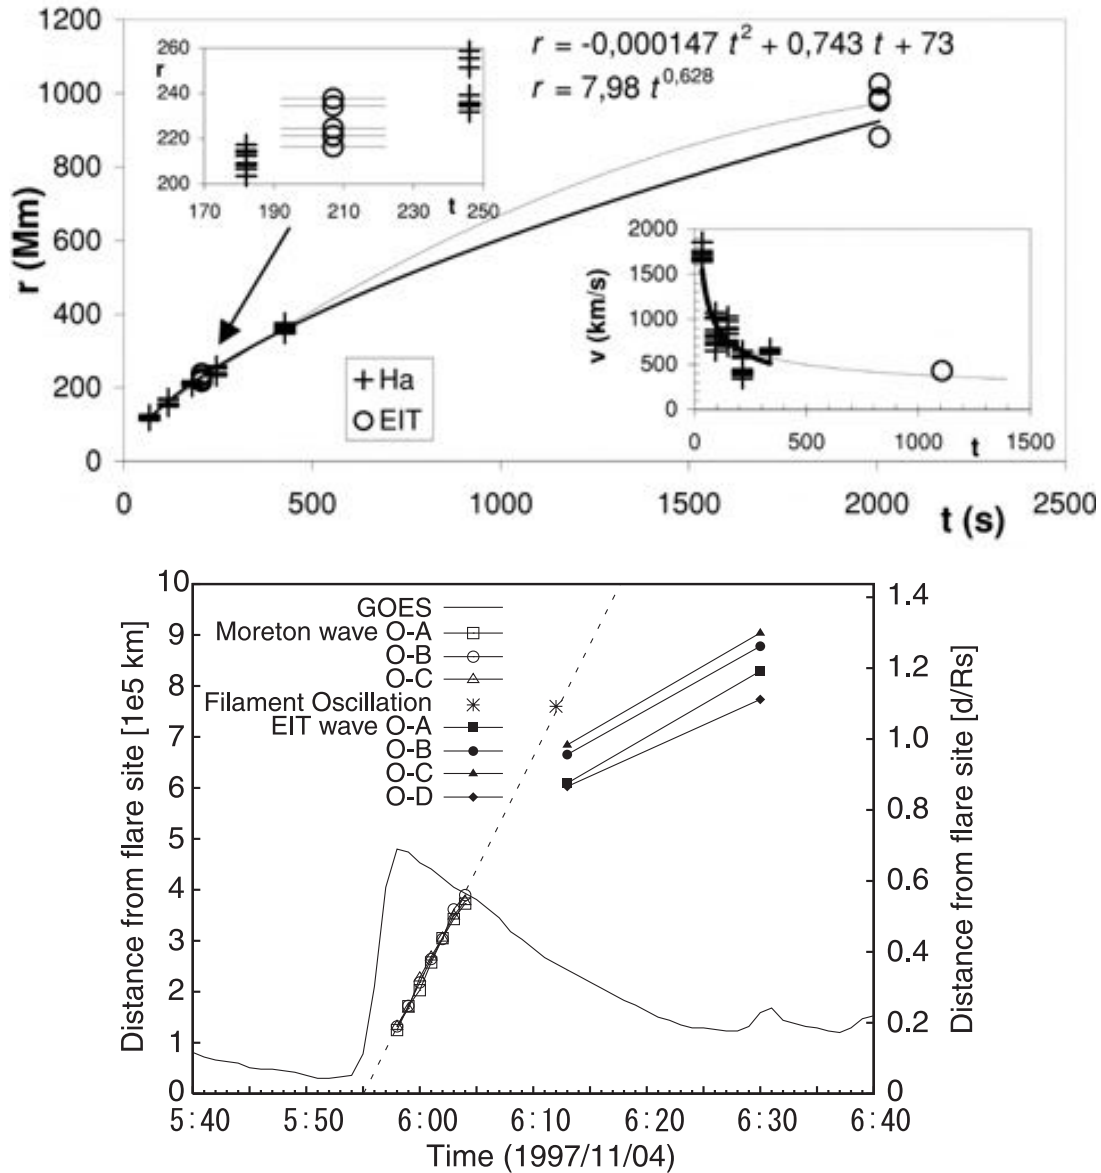 1200
1000
800
600
400
200
0
r (Mm)
0 500 1000 1500 2000 2500
t (s)
r = -0,000147 t² + 0,743 t + 73
r = 7,98 t^0,628
260
r
240
220
200
170 190 210 230 t 250
+ Ha
EIT
2000
1500
1000
500
0
v (km/s)
0 500 1000 t 1500
10
9
8
7
6
5
4
3
2
1
0
Distance from flare site [1e5 km]
GOES
Moreton wave O-A
O-B
O-C
Filament Oscillation
EIT wave O-A
O-B
O-C
O-D
1.4
1.2
1.0
0.8
0.6
0.4
0.2
0
Distance from flare site [d/Rs]
5:40 5:50 6:00 6:10 6:20 6:30 6:40
Time (1997/11/04)